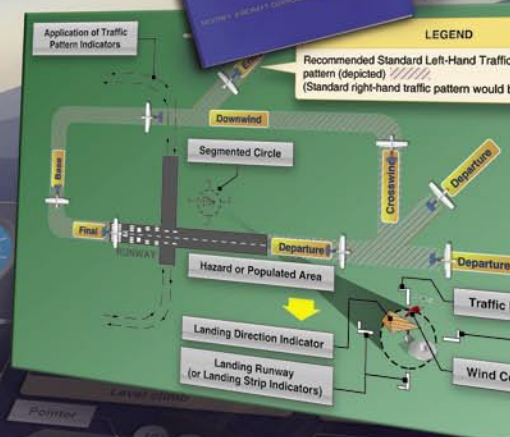 LEGEND
Application of Traffic
Pattern Indicators
Recommended Standard Left-Hand Traffic
pattern (depicted)
(Standard right-hand traffic pattern would b
Downwind
Segmented Circle
Base
Crosswind
Departure
Final
RUNWAY
Departure
Departure
Hazard or Populated Area
Traffic
Landing Direction Indicator
Landing Runway
(or Landing Strip Indicators)
Wind Co
Level climb
Pointer